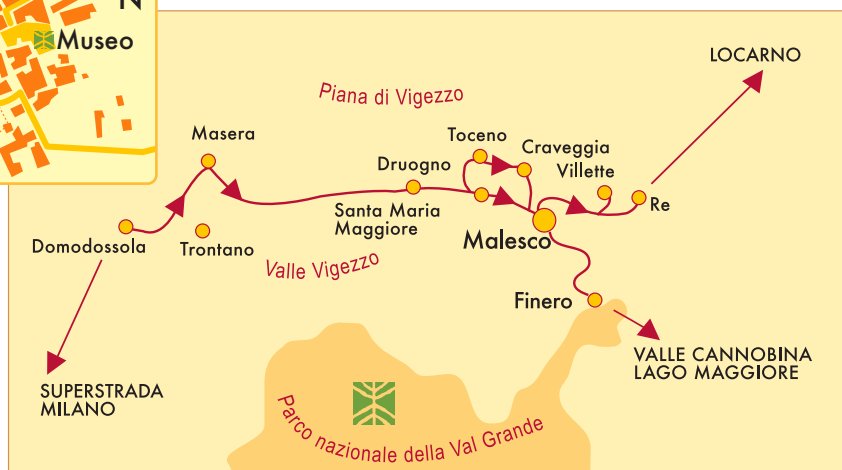 N
Museo
LOCARNO
Piana di Vigezzo
Masera
Toceno
Craveggia
Druogno
Villette
Santa Maria
Maggiore
Re
Domodossola
Trontano
Malesco
Valle Vigezzo
Finero
VALLE CANNOBINA
LAGO MAGGIORE
SUPERSTRADA
MILANO
Parco nazionale della Val Grande